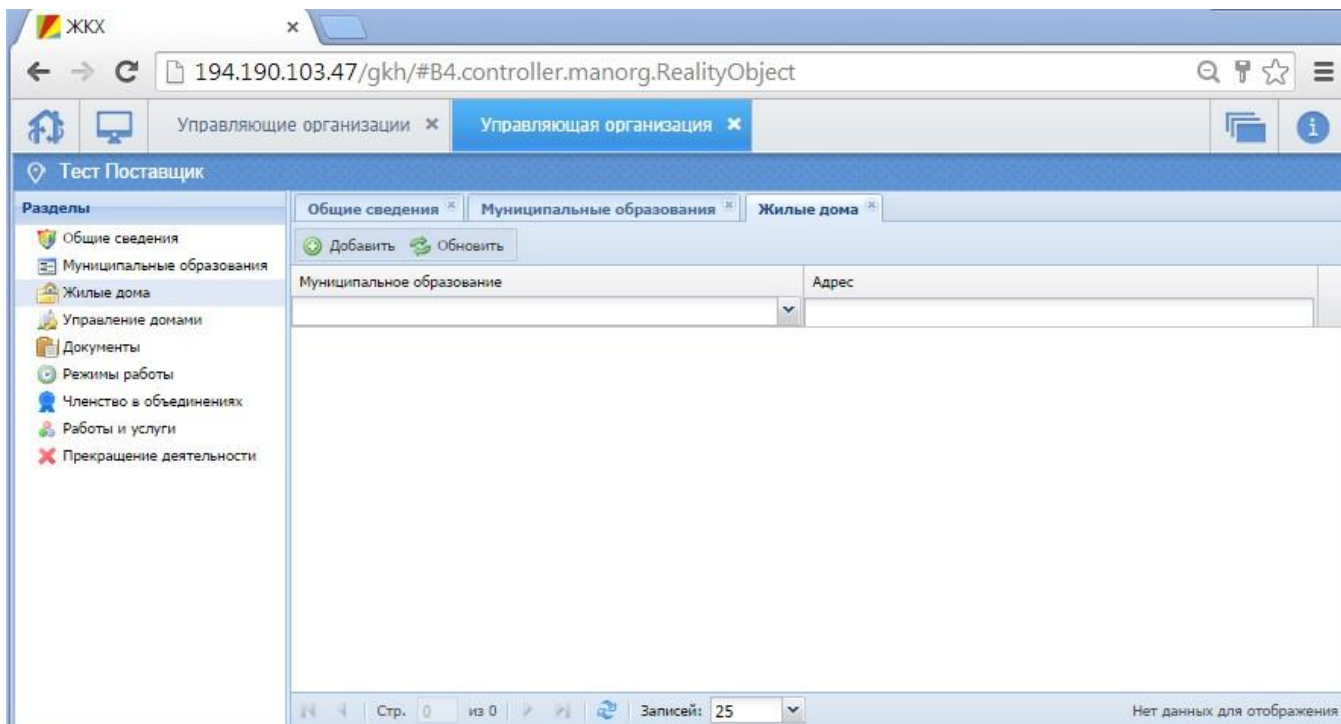 ЖКХ
194.190.103.47/gkh/#B4.controller.manorg.RealityObject
Управляющие организации Управляющая организация
Тест Поставщик
Разделы
Общие сведения
Муниципальные образования
Жилые дома
Управление домами
Документы
Режимы работы
Членство в объединениях
Работы и услуги
Прекращение деятельности
Общие сведения Муниципальные образования Жилые дома
Добавить Обновить
Муниципальное образование Адрес
Стр. 0 из 0 Записей: 25 Нет данных для отображения